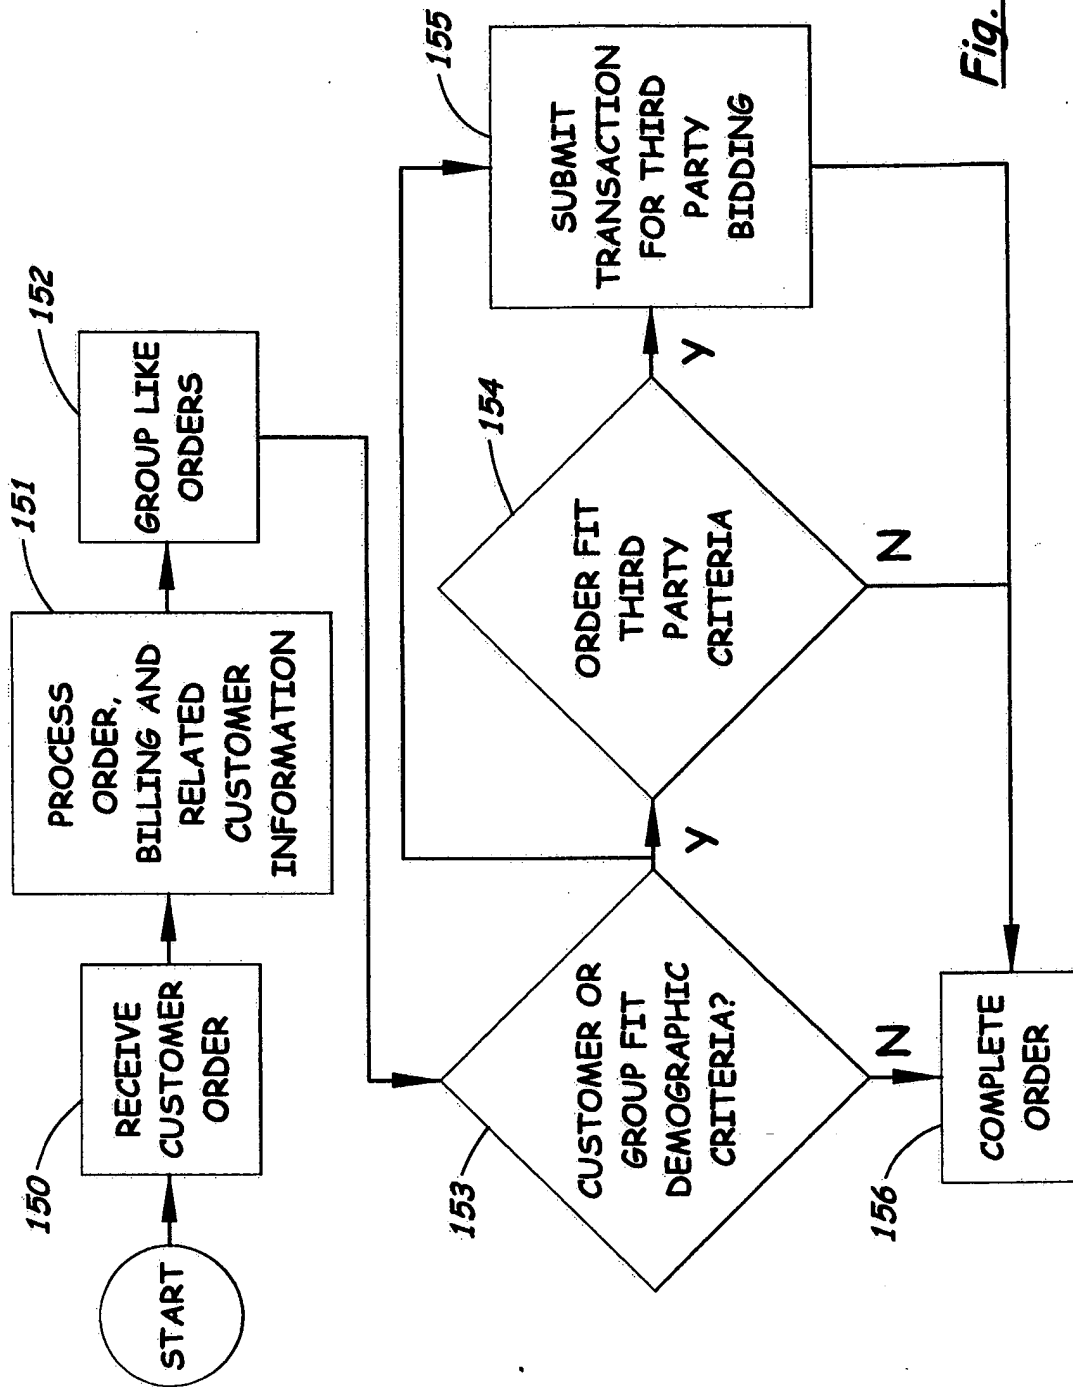 START
150
RECEIVE
CUSTOMER
ORDER
151
PROCESS
ORDER,
BILLING AND
RELATED
CUSTOMER
INFORMATION
152
GROUP LIKE
ORDERS
153
CUSTOMER OR
GROUP FIT
DEMOGRAPHIC
CRITERIA?
Y
N
154
ORDER FIT
THIRD
PARTY
CRITERIA
Y
N
155
SUBMIT
TRANSACTION
FOR THIRD
PARTY
BIDDING
156
COMPLETE
ORDER
Fig.